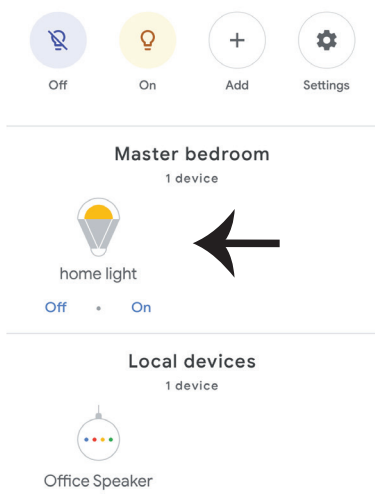 Off On Add Settings
Master bedroom
1 device
home light
Off • On
Local devices
1 device
Office Speaker